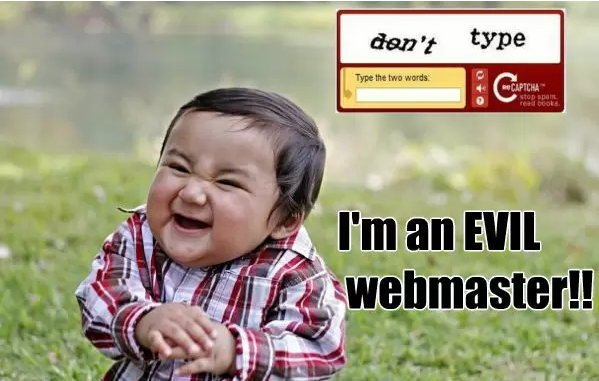 don't type
Type the two words:
reCAPTCHA™
stop spam.
read books.
I'm an EVIL
webmaster!!